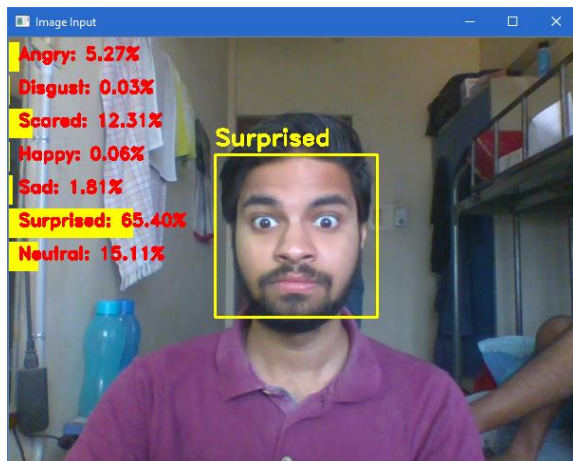 Image Input
Angry: 5.27%
Disgust: 0.03%
Scared: 12.31%
Surprised
Happy: 0.06%
Sad: 1.81%
Surprised: 65.40%
Neutral: 15.11%